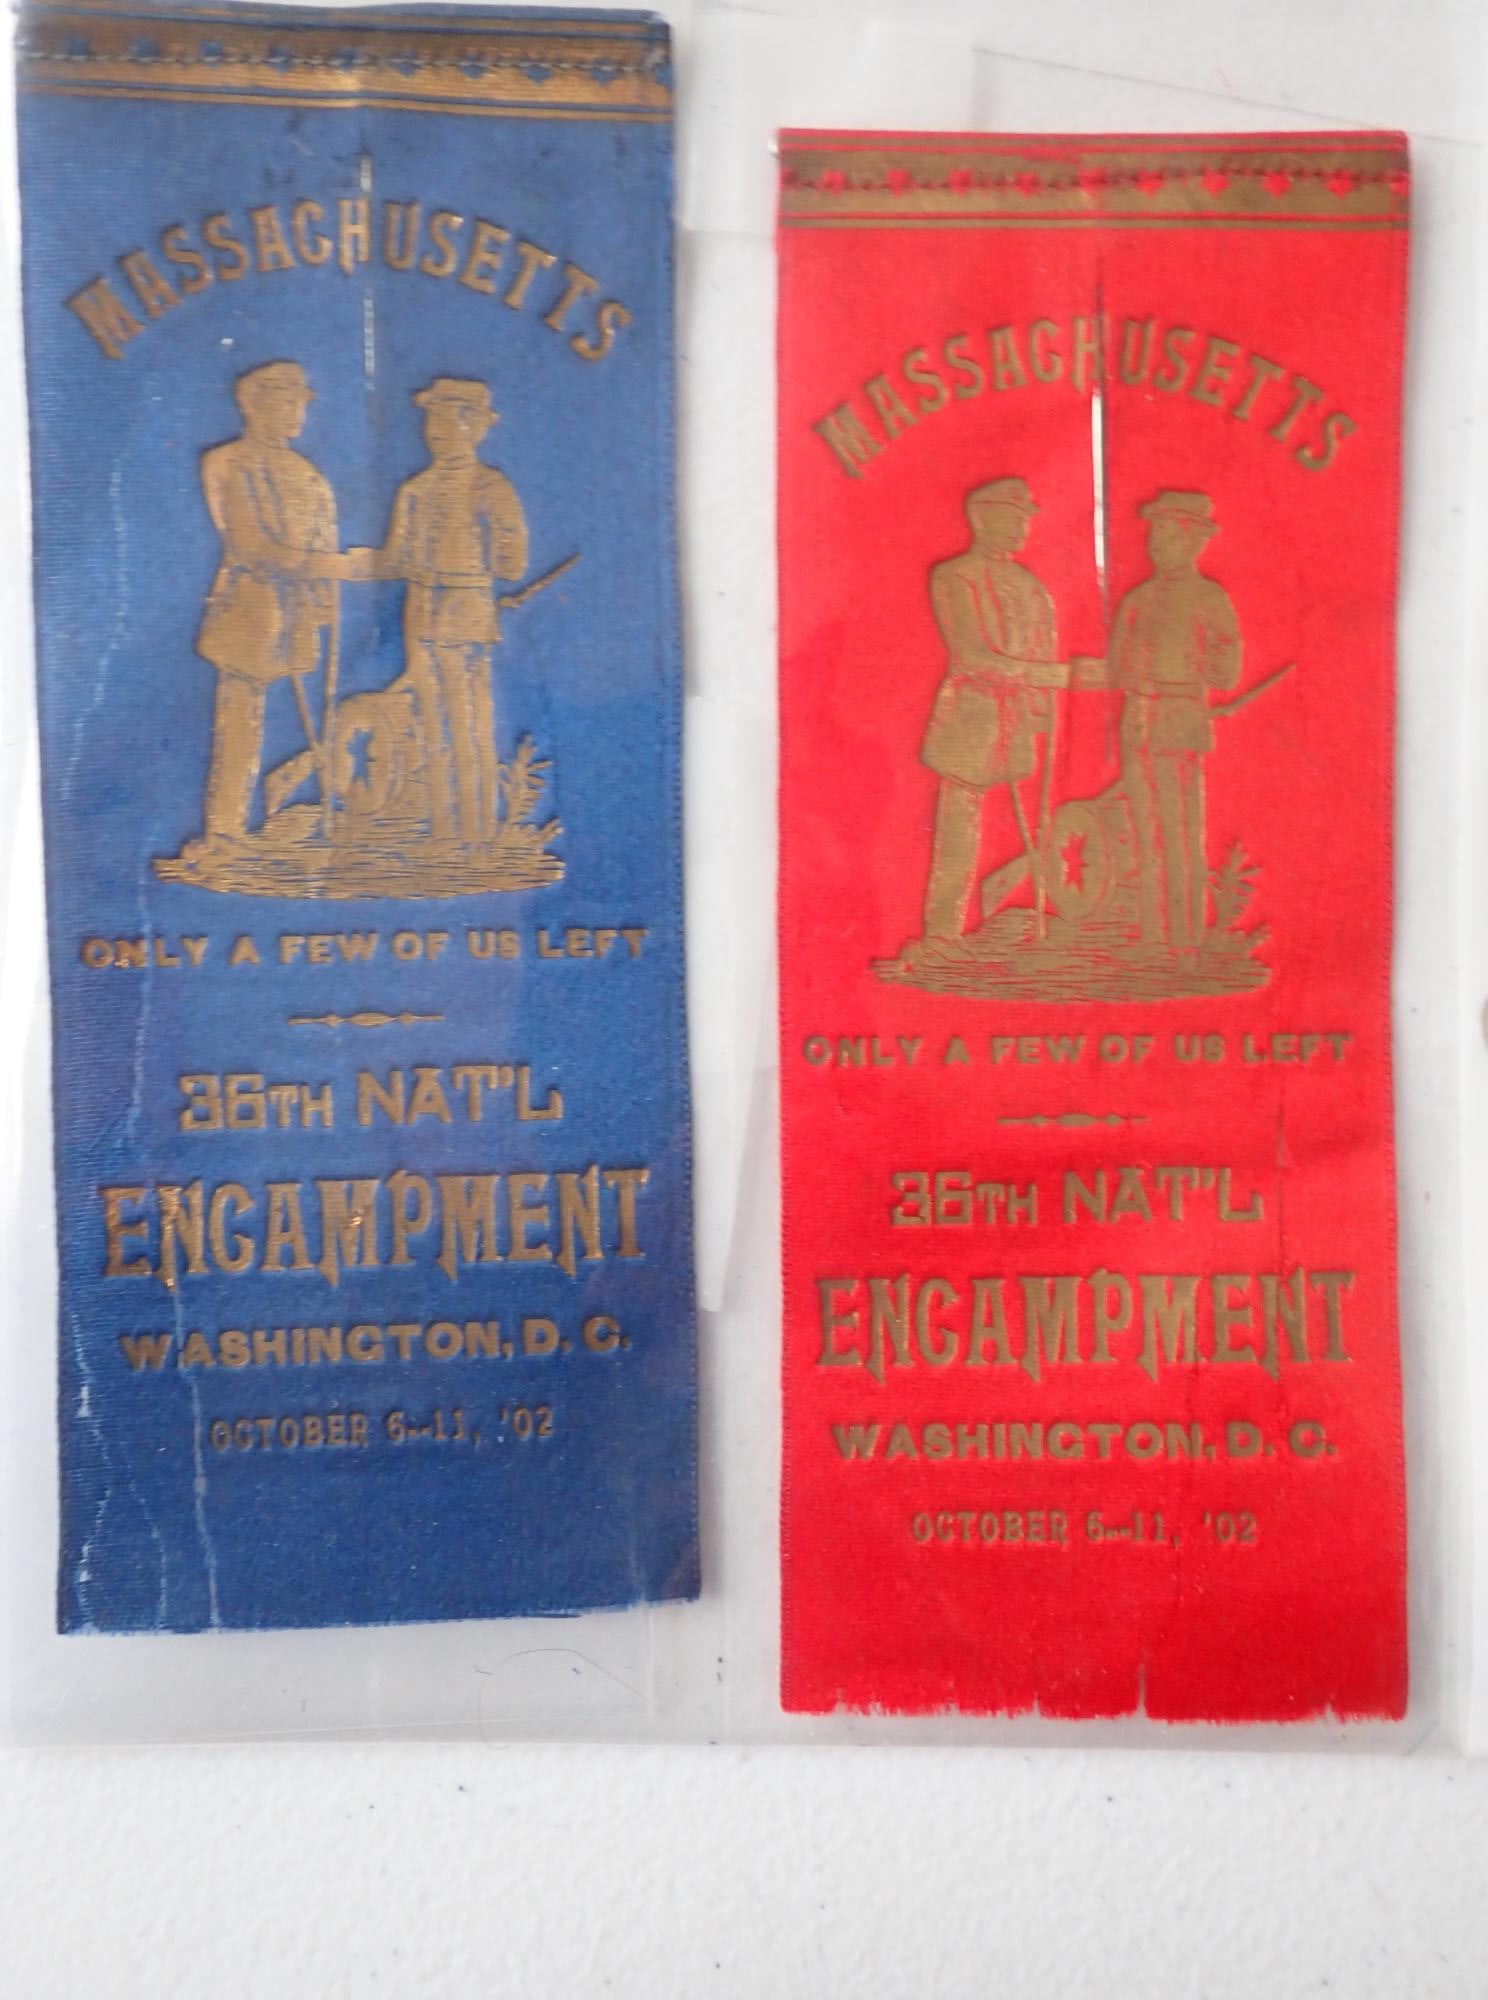 MASSACHUSETTS
ONLY A FEW OF US LEFT
36TH NAT'L
ENCAMPMENT
WASHINGTON, D. C.
OCTOBER 6--11, '02
MASSACHUSETTS
ONLY A FEW OF US LEFT
36TH NAT'L
ENCAMPMENT
WASHINGTON, D. C.
OCTOBER 6--11, '02